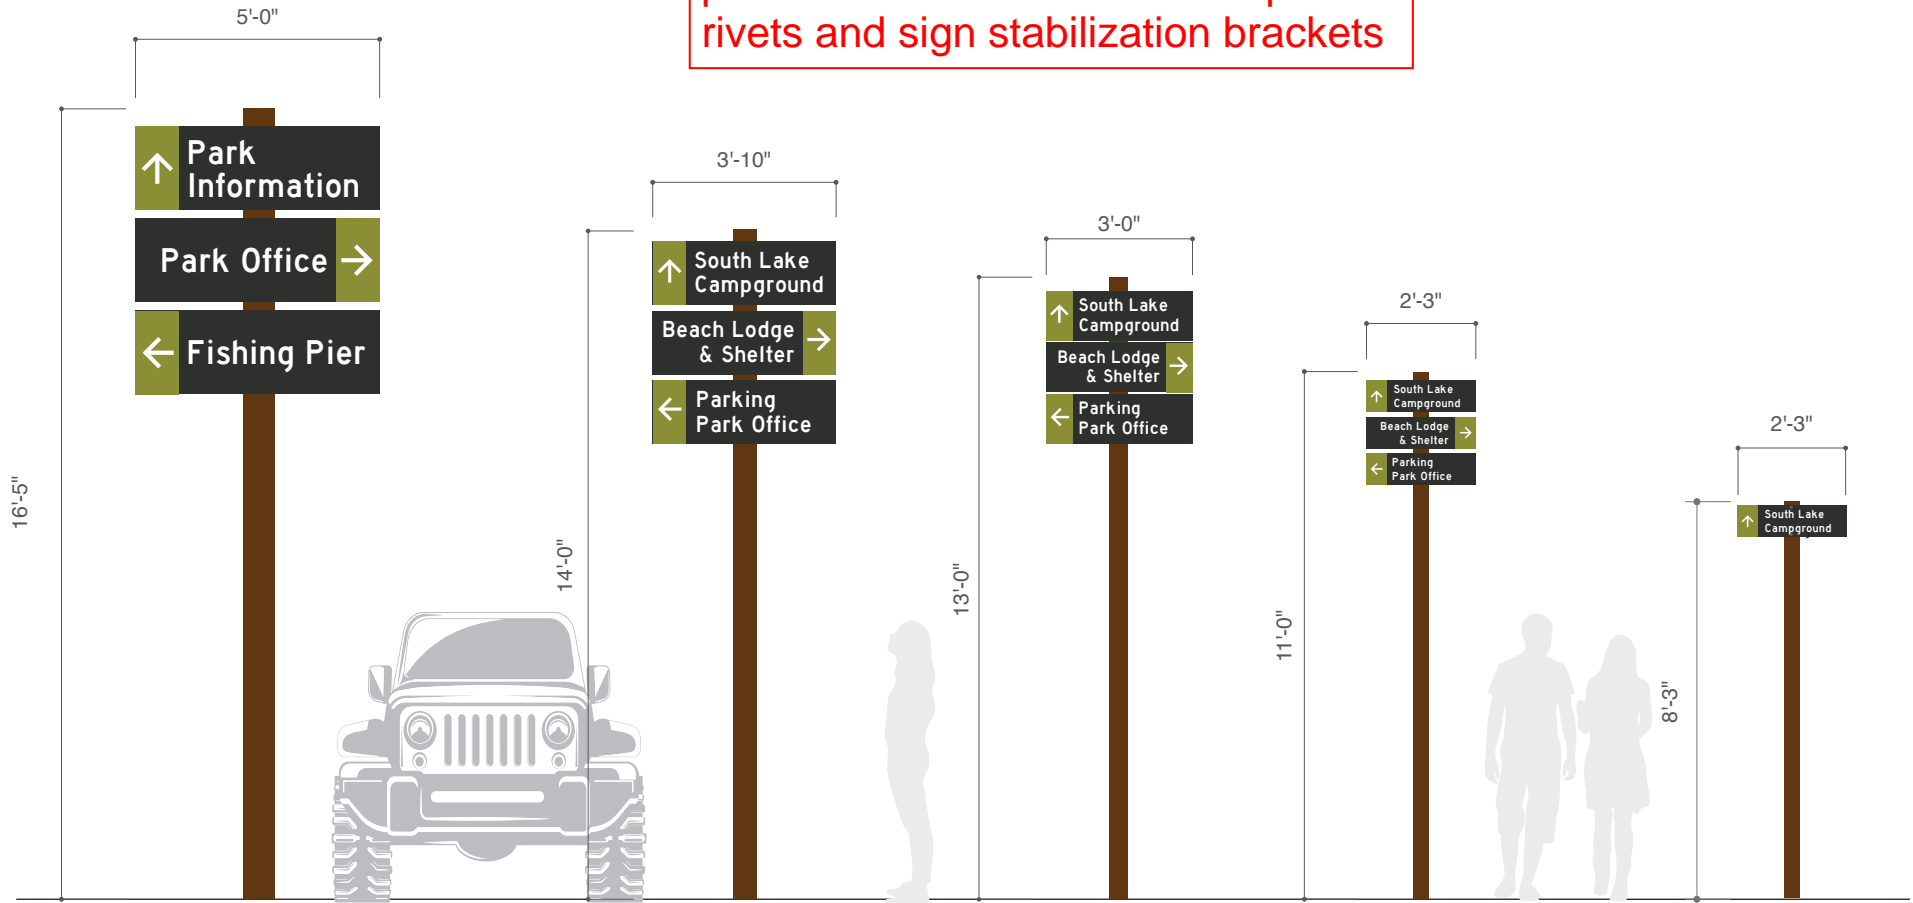 rivets and sign stabilization brackets
5'-0"
16'-5"
Park
Information
Park Office
Fishing Pier
3'-10"
14'-0"
South Lake
Campground
Beach Lodge
& Shelter
Parking
Park Office
3'-0"
13'-0"
South Lake
Campground
Beach Lodge
& Shelter
Parking
Park Office
2'-3"
11'-0"
South Lake
Campground
Beach Lodge
& Shelter
Parking
Park Office
2'-3"
8'-3"
South Lake
Campground